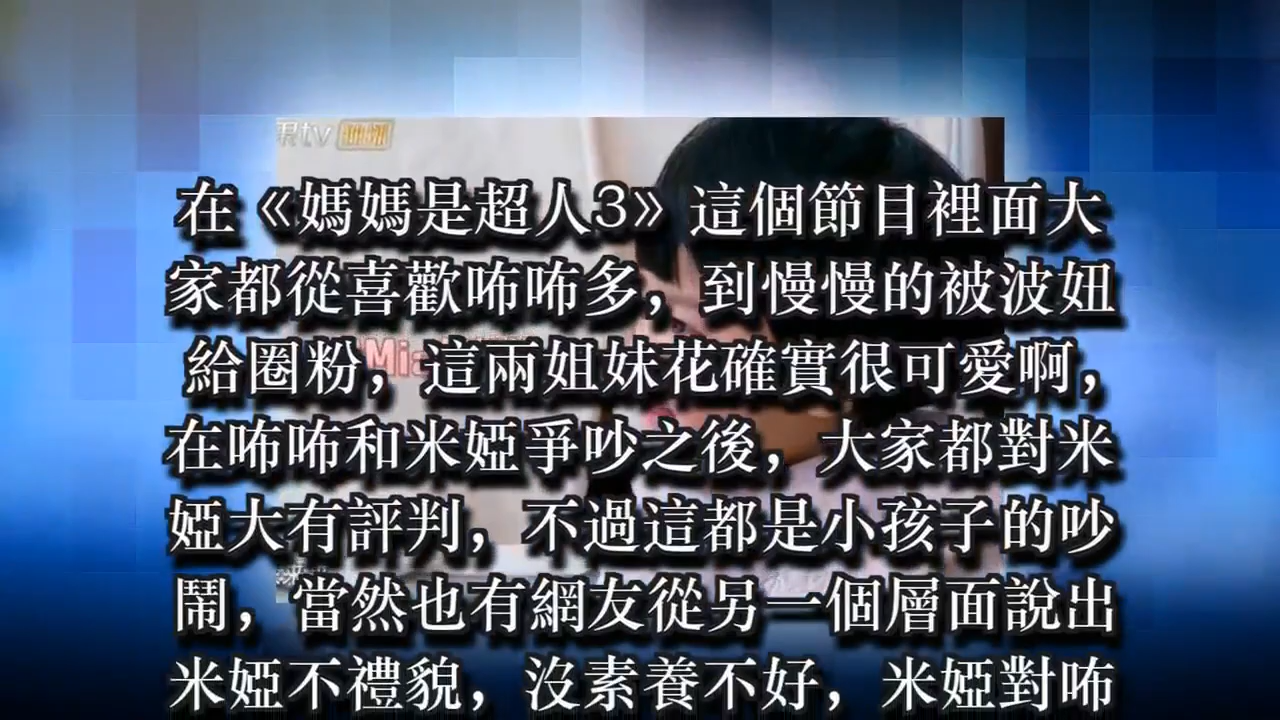 在《媽媽是超人3》這個節目裡面大
家都從喜歡咘咘多，到慢慢的被波妞
給圈粉，這兩姐妹花確實很可愛啊，
在咘咘和米婭爭吵之後，大家都對米
婭大有評判，不過這都是小孩子的吵
鬧，當然也有網友從另一個層面說出
米婭不禮貌，沒素養不好，米婭對咘
tv
Mia